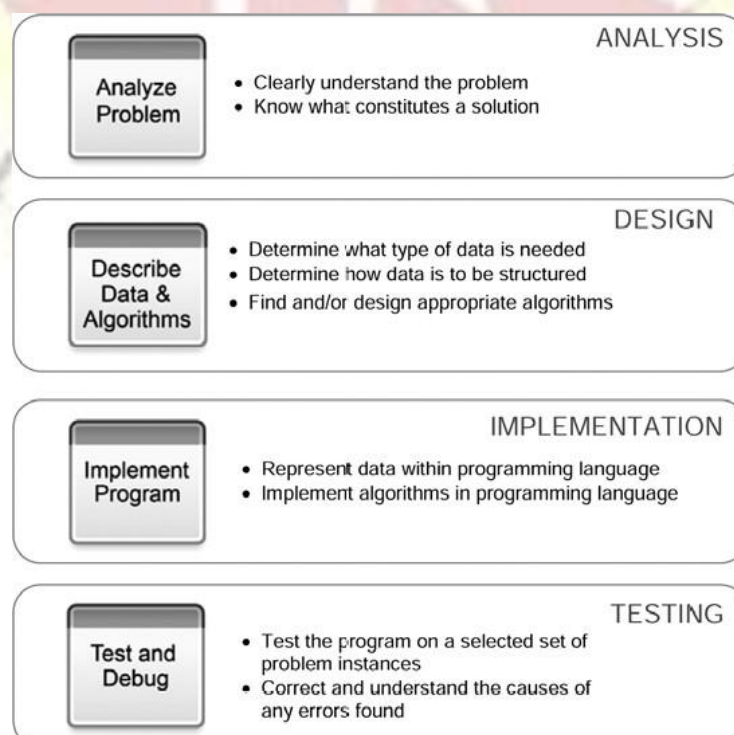 ANALYSIS
Analyze
Problem
• Clearly understand the problem
• Know what constitutes a solution
DESIGN
Describe
Data &
Algorithms
• Determine what type of data is needed
• Determine how data is to be structured
• Find and/or design appropriate algorithms
IMPLEMENTATION
Implement
Program
• Represent data within programming language
• Implement algorithms in programming language
TESTING
Test and
Debug
• Test the program on a selected set of
problem instances
• Correct and understand the causes of
any errors found